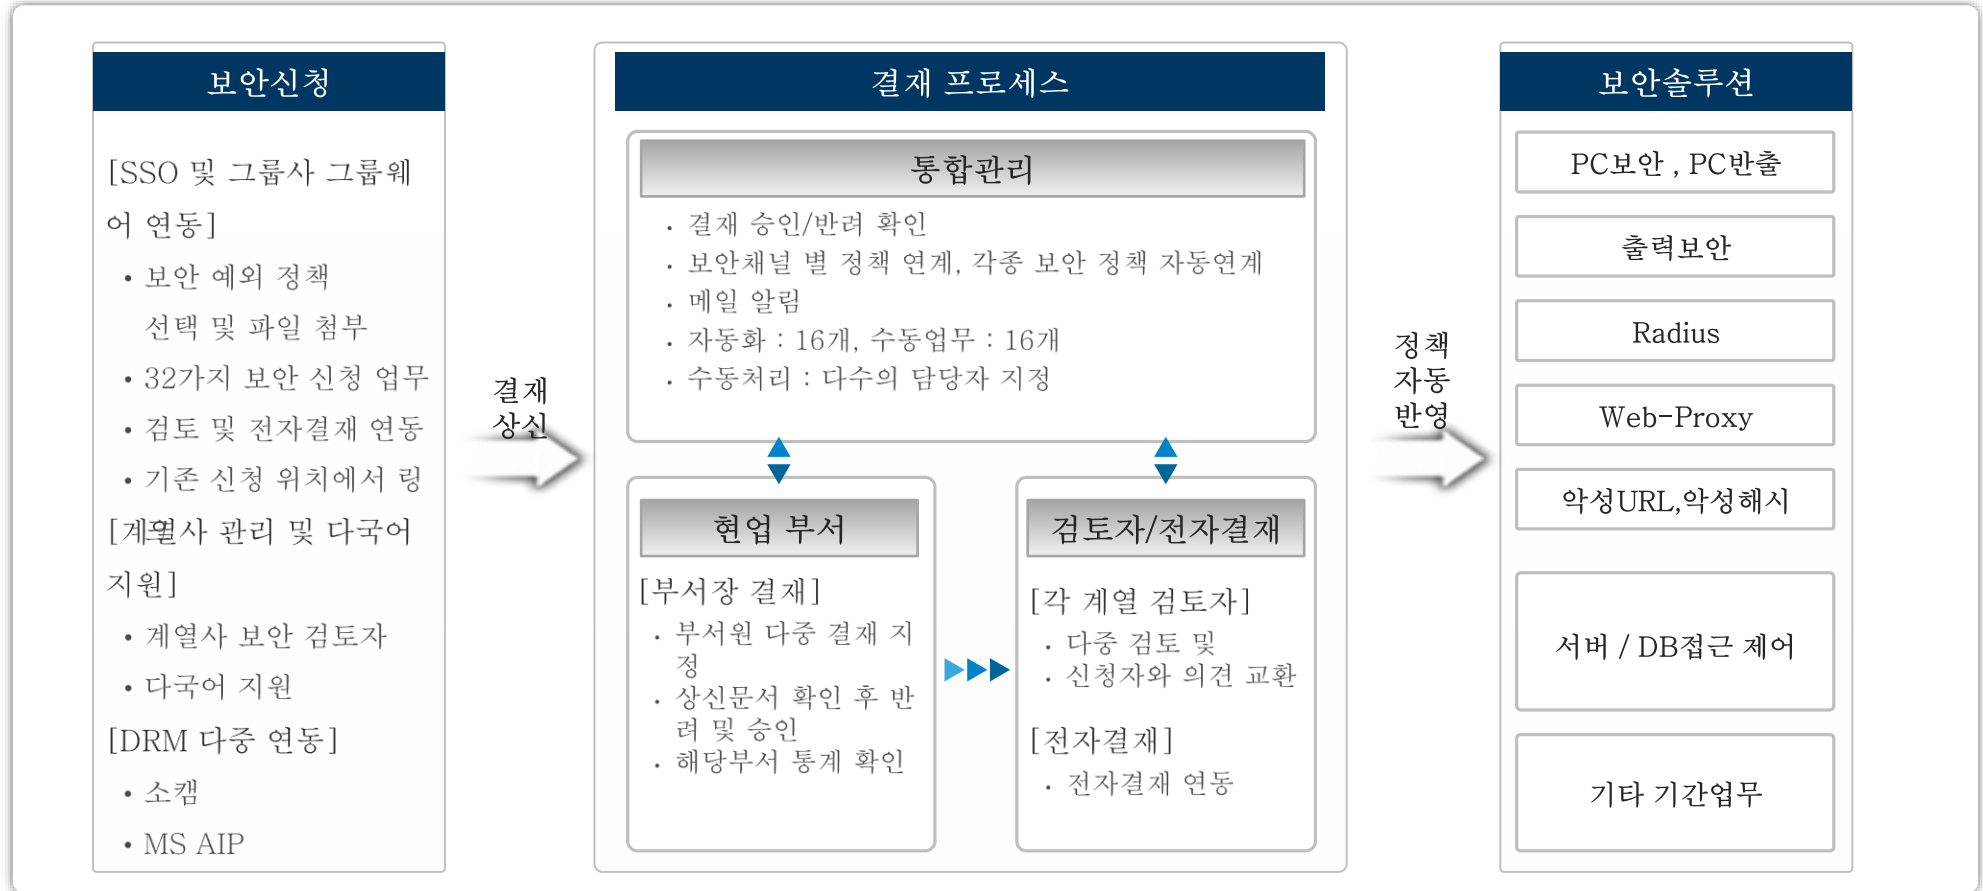 보안신청
[SSO 및 그룹사 그룹웨
어 연동]
• 보안 예외 정책
선택 및 파일 첨부
• 32가지 보안 신청 업무
• 검토 및 전자결재 연동
• 기존 신청 위치에서 링
[계열사 관리 및 다국어
지원]
• 계열사 보안 검토자
• 다국어 지원
[DRM 다중 연동]
• 소캠
• MS AIP
결재
상신
결재 프로세스
통합관리
• 결재 승인/반려 확인
• 보안채널 별 정책 연계, 각종 보안 정책 자동연계
• 메일 알림
• 자동화 : 16개, 수동업무 : 16개
• 수동처리 : 다수의 담당자 지정
현업 부서
[부서장 결재]
• 부서원 다중 결재 지
정
• 상신문서 확인 후 반
려 및 승인
• 해당부서 통계 확인
검토자/전자결재
[각 계열 검토자]
• 다중 검토 및
• 신청자와 의견 교환
[전자결재]
• 전자결재 연동
정책
자동
반영
보안솔루션
PC보안 , PC반출
출력보안
Radius
Web-Proxy
악성URL,악성해시
서버 / DB접근 제어
기타 기간업무